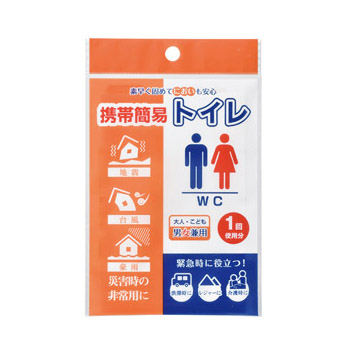 素早く固めてにおいも安心
携帯簡易トイレ
地震
台風
豪雨
災害時の
非常用に
WC
大人・こども
男女兼用
1回
使用分
緊急時に役立つ!
渋滞時に
レジャーに
介護時に